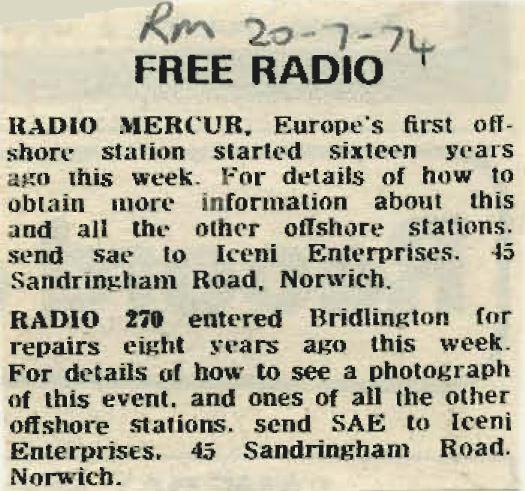 Rm 20-7-74
FREE RADIO
RADIO MERCUR, Europe's first off-
shore station started sixteen years
ago this week. For details of how to
obtain more information about this
and all the other offshore stations.
send sae to Iceni Enterprises. 45
Sandringham Road, Norwich.
RADIO 270 entered Bridlington for
repairs eight years ago this week.
For details of how to see a photograph
of this event, and ones of all the other
offshore stations. send SAE to Iceni
Enterprises. 45 Sandringham Road.
Norwich.